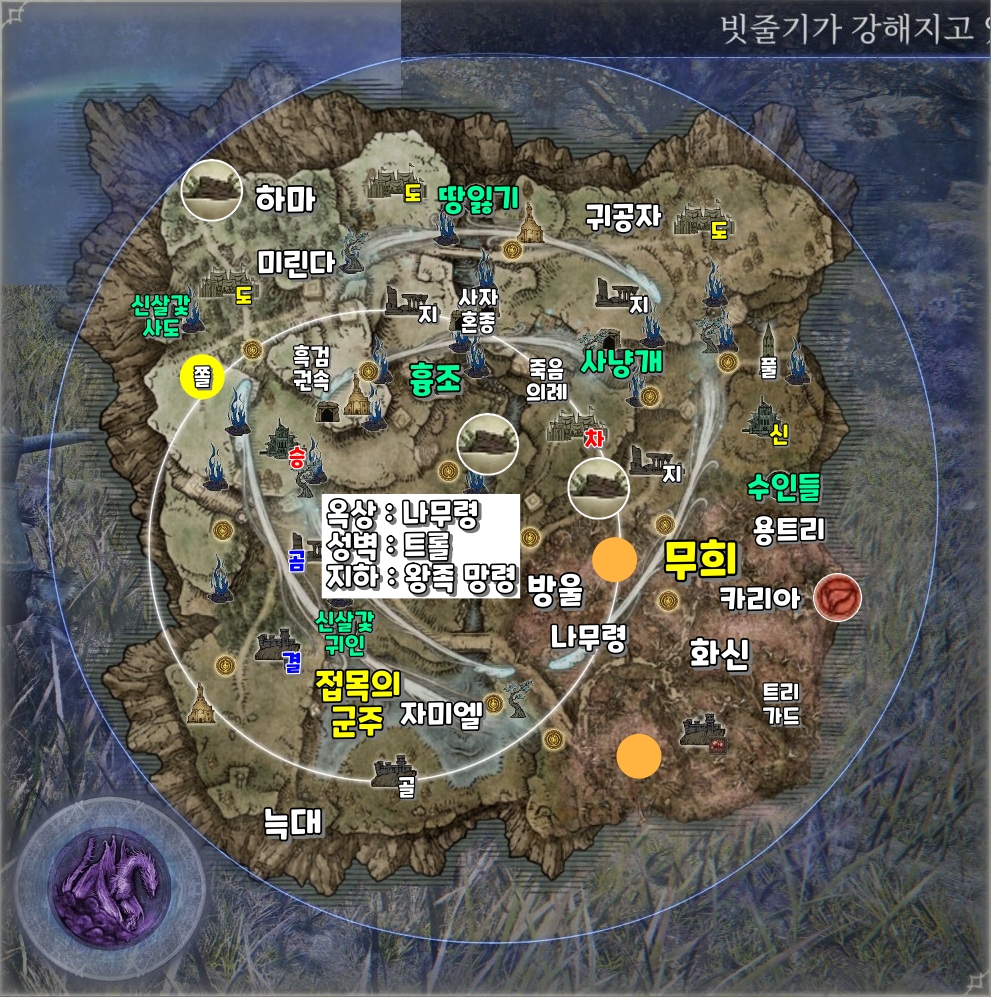 빗줄기가 강해지고
하마
도
땅잃기
귀공자
도
미린다
신살갗
사도
도
지
사자
혼종
지
쫄
흑검
권속
흉조
죽음
의례
사냥개
풀
승
차
신
지
수인들
용트리
옥상 : 나무령
성벽 : 트롤
지하 : 왕족 망령
곰
무희
방울
카리아
신살갗
귀인
나무령
화신
결
접목의
군주
자미엘
트리
가드
골
늑대